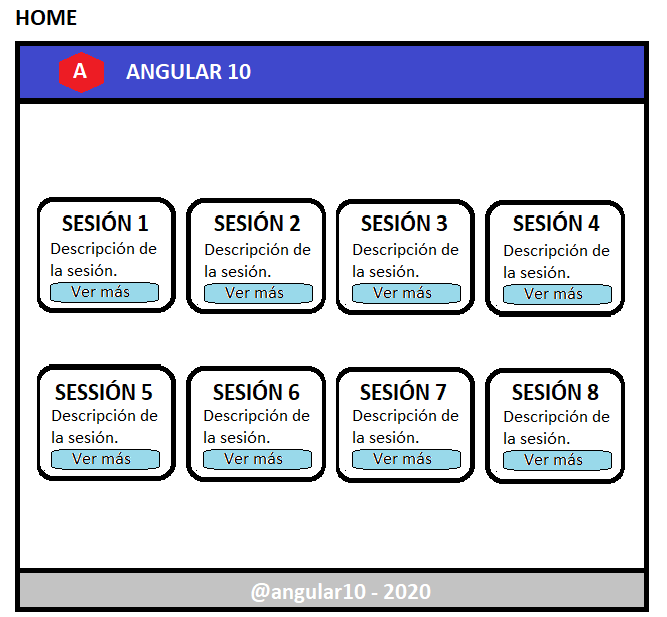 HOME
A ANGULAR 10
SESIÓN 1
Descripción de
la sesión.
Ver más
SESIÓN 2
Descripción de
la sesión.
Ver más
SESIÓN 3
Descripción de
la sesión.
Ver más
SESIÓN 4
Descripción de
la sesión.
Ver más
SESSIÓN 5
Descripción de
la sesión.
Ver más
SESIÓN 6
Descripción de
la sesión.
Ver más
SESIÓN 7
Descripción de
la sesión.
Ver más
SESIÓN 8
Descripción de
la sesión.
Ver más
@angular10 - 2020